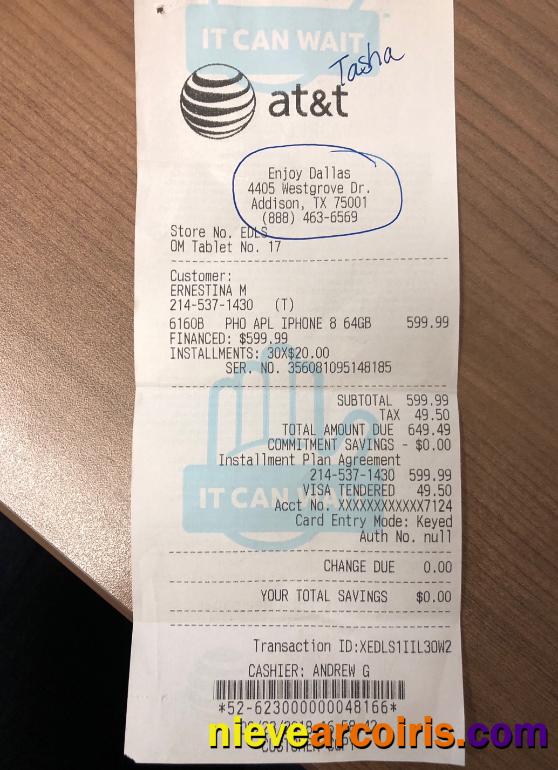 IT CAN WAIT
Tasha
at&t
Enjoy Dallas
4405 Westgrove Dr.
Addison, TX 75001
(888) 463-6569
Store No. EDLS
OM Tablet No. 17
Customer:
ERNESTINA M
214-537-1430 (T)
6160B PHO APL IPHONE 8 64GB 599.99
FINANCED: $599.99
INSTALLMENTS: 30X$20.00
SER. NO. 356081095148185
SUBTOTAL 599.99
TAX 49.50
TOTAL AMOUNT DUE 649.49
COMMITMENT SAVINGS - $0.00
Installment Plan Agreement
214-537-1430 599.99
IT CAN WAIT
VISA TENDERED 49.50
Acct No. XXXXXXXXXXXX7124
Card Entry Mode: Keyed
Auth No. null
CHANGE DUE 0.00
YOUR TOTAL SAVINGS $0.00
Transaction ID:XEDLS1IIL3OW2
CASHIER: ANDREW G
*52-623000000048166*
nievearcoiris.com
CUSTOMER COPY